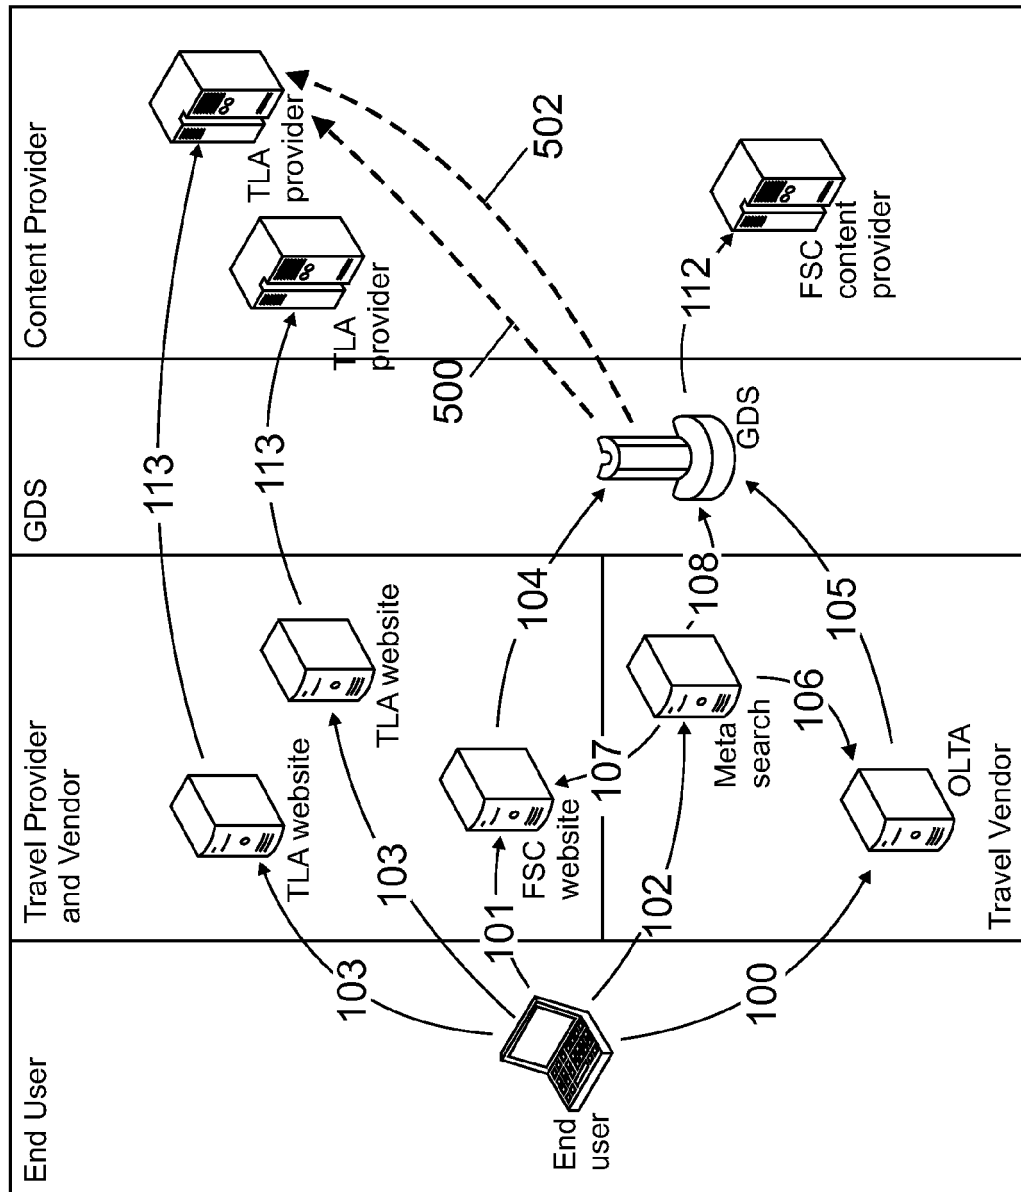 End User
Travel Provider
and Vendor
GDS
Content Provider
103
113
TLA website
TLA
provider
103
113
TLA website
TLA
provider
500
502
101
FSC
website
104
107
102
Meta
search
108
106
112
FSC
content
provider
GDS
End
user
100
105
OLTA
Travel Vendor